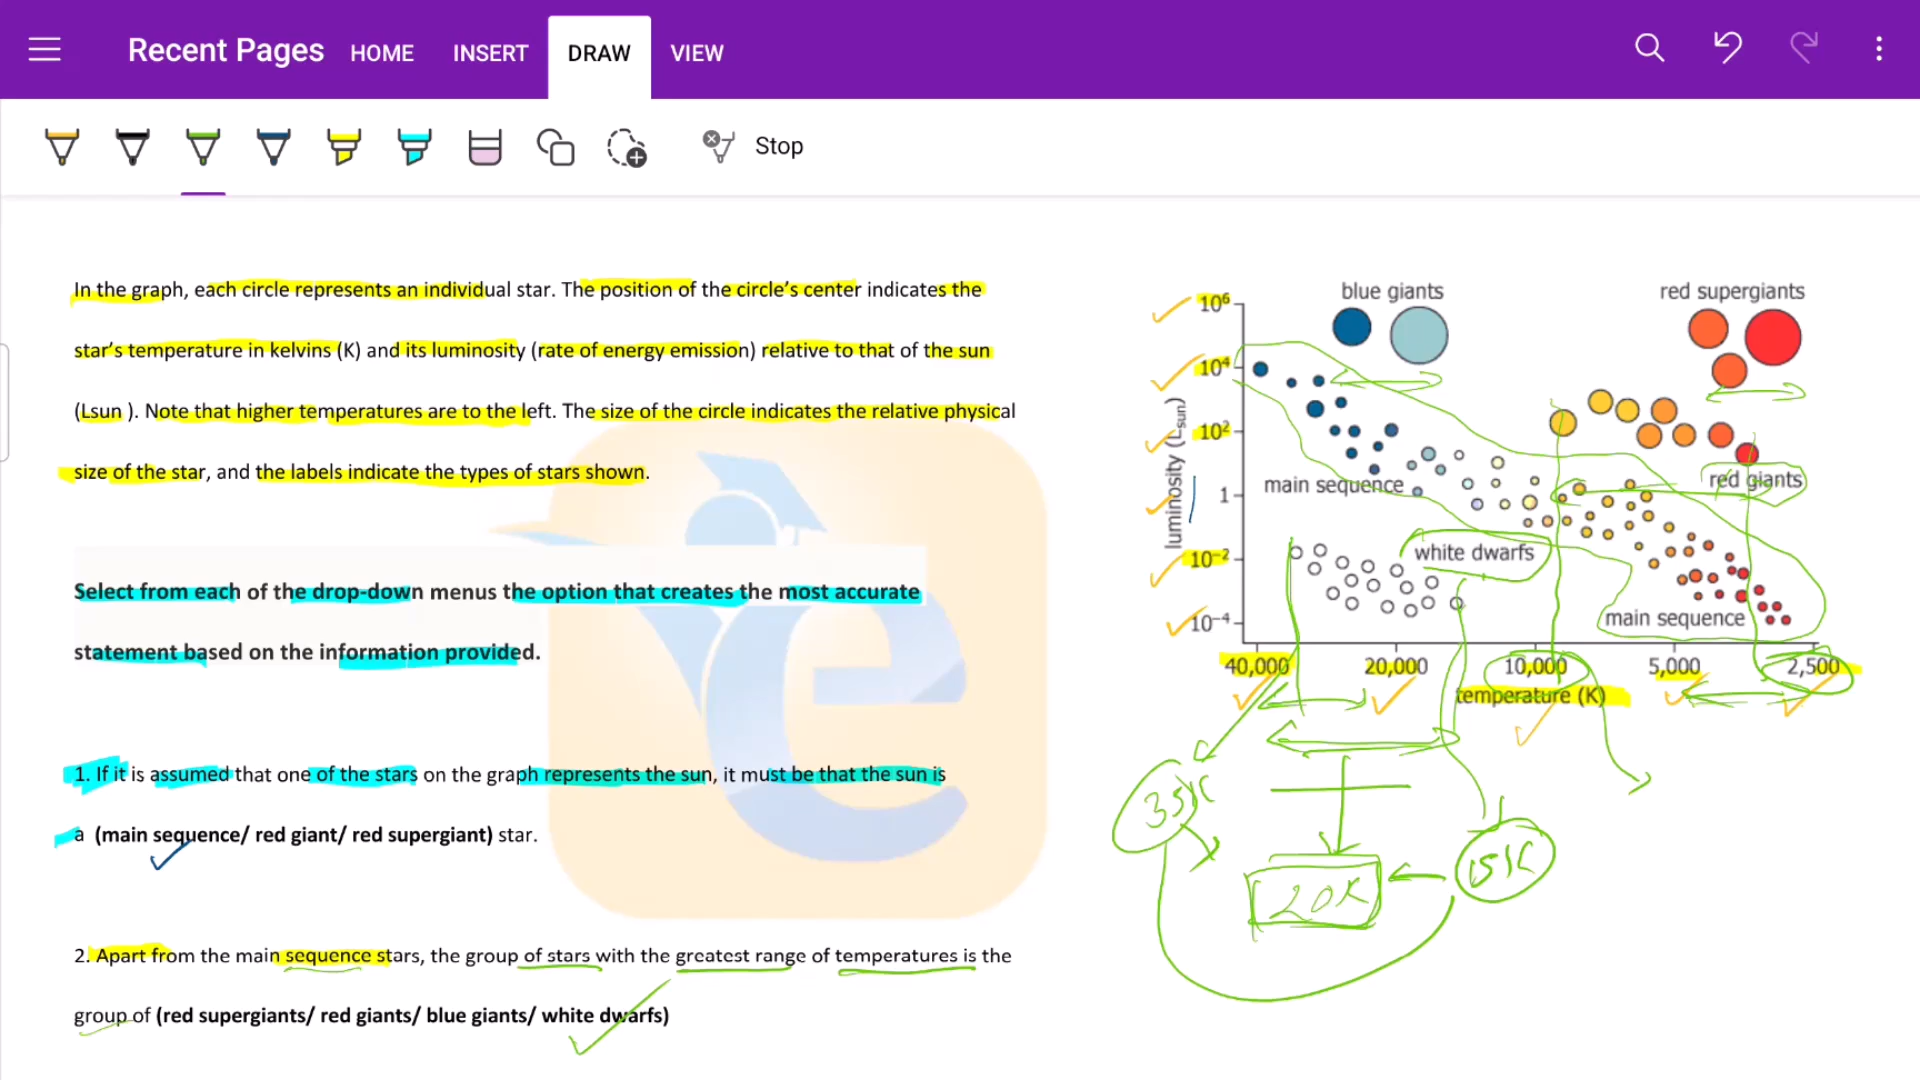 Recent Pages HOME INSERT DRAW VIEW
Stop
In the graph, each circle represents an individual star. The position of the circle's center indicates the
star's temperature in kelvins (K) and its luminosity (rate of energy emission) relative to that of the sun
(Lsun ). Note that higher temperatures are to the left. The size of the circle indicates the relative physical
size of the star, and the labels indicate the types of stars shown.
Select from each of the drop-down menus the option that creates the most accurate
statement based on the information provided.
1. If it is assumed that one of the stars on the graph represents the sun, it must be that the sun is
a (main sequence/ red giant/ red supergiant) star.
2. Apart from the main sequence stars, the group of stars with the greatest range of temperatures is the
group of (red supergiants/ red giants/ blue giants/ white dwarfs)
blue giants red supergiants
10⁶
10⁴
10²
1
10⁻²
10⁻⁴
luminosity (Lsun)
main sequence
red giants
white dwarfs
main sequence
40,000 20,000 10,000 5,000 2,500
temperature (K)
35K
15K
20K